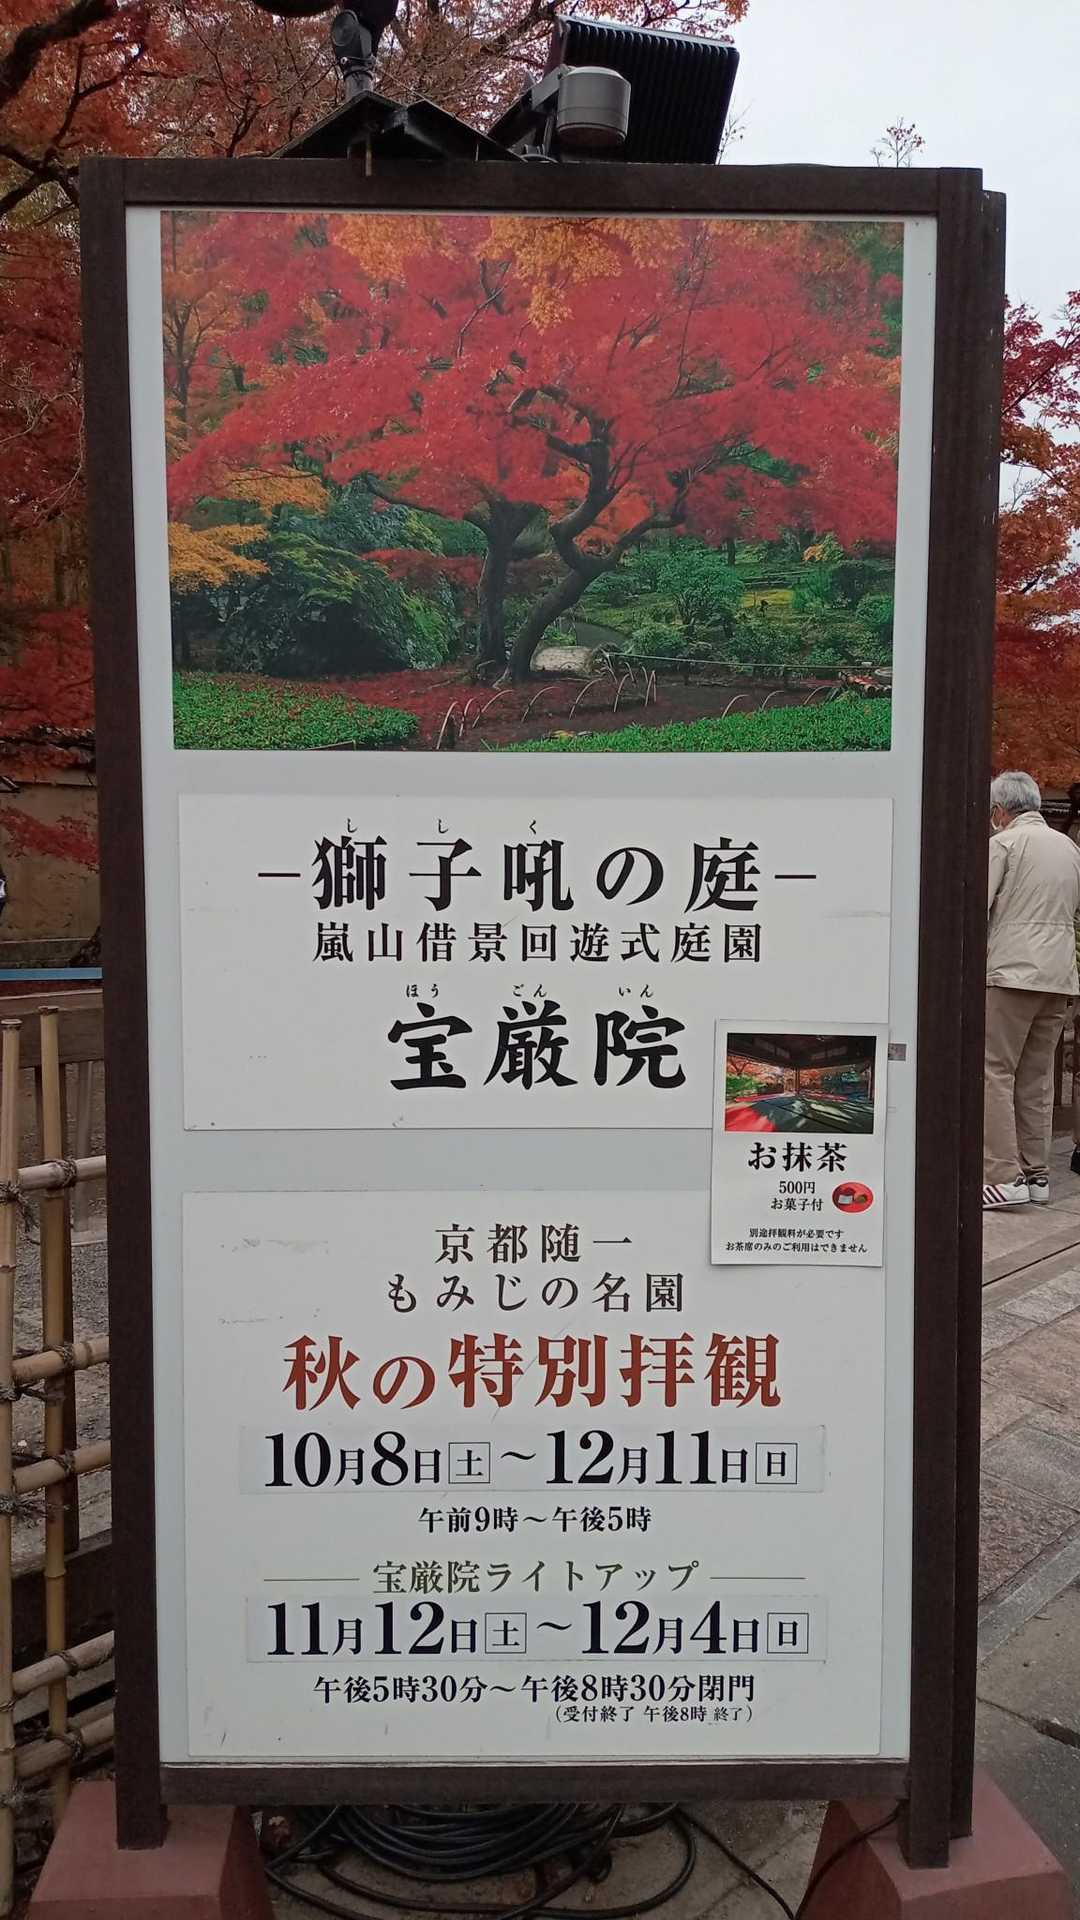 ししく
－獅子吼の庭－
嵐山借景回遊式庭園
ほうごんいん
宝厳院
お抹茶
500円
お菓子付
別途拝観料が必要です
お茶席のみのご利用はできません
京都随一
もみじの名園
秋の特別拝観
10月8日土～12月11日日
午前9時～午後5時
宝厳院ライトアップ
11月12日土～12月4日日
午後5時30分～午後8時30分閉門
（受付終了 午後8時 終了）